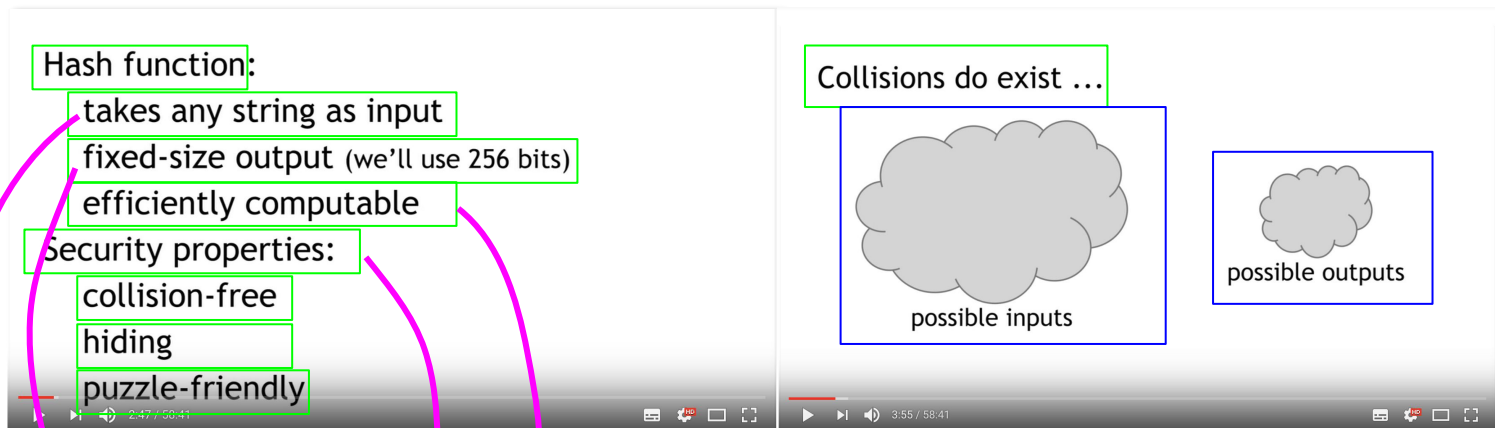 Hash function:
takes any string as input
fixed-size output (we'll use 256 bits)
efficiently computable
Security properties:
collision-free
hiding
puzzle-friendly
2:47 / 58:41
HD
Collisions do exist ...
possible inputs
possible outputs
3:55 / 58:41
HD